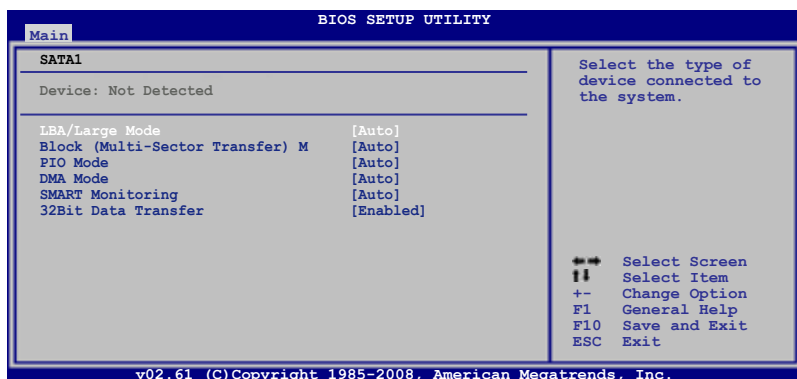 BIOS SETUP UTILITY
Main
SATA1
Device: Not Detected
LBA/Large Mode [Auto]
Block (Multi-Sector Transfer) M [Auto]
PIO Mode [Auto]
DMA Mode [Auto]
SMART Monitoring [Auto]
32Bit Data Transfer [Enabled]
Select the type of
device connected to
the system.
Select Screen
Select Item
+- Change Option
F1 General Help
F10 Save and Exit
ESC Exit
v02.61 (C)Copyright 1985-2008, American Megatrends, Inc.